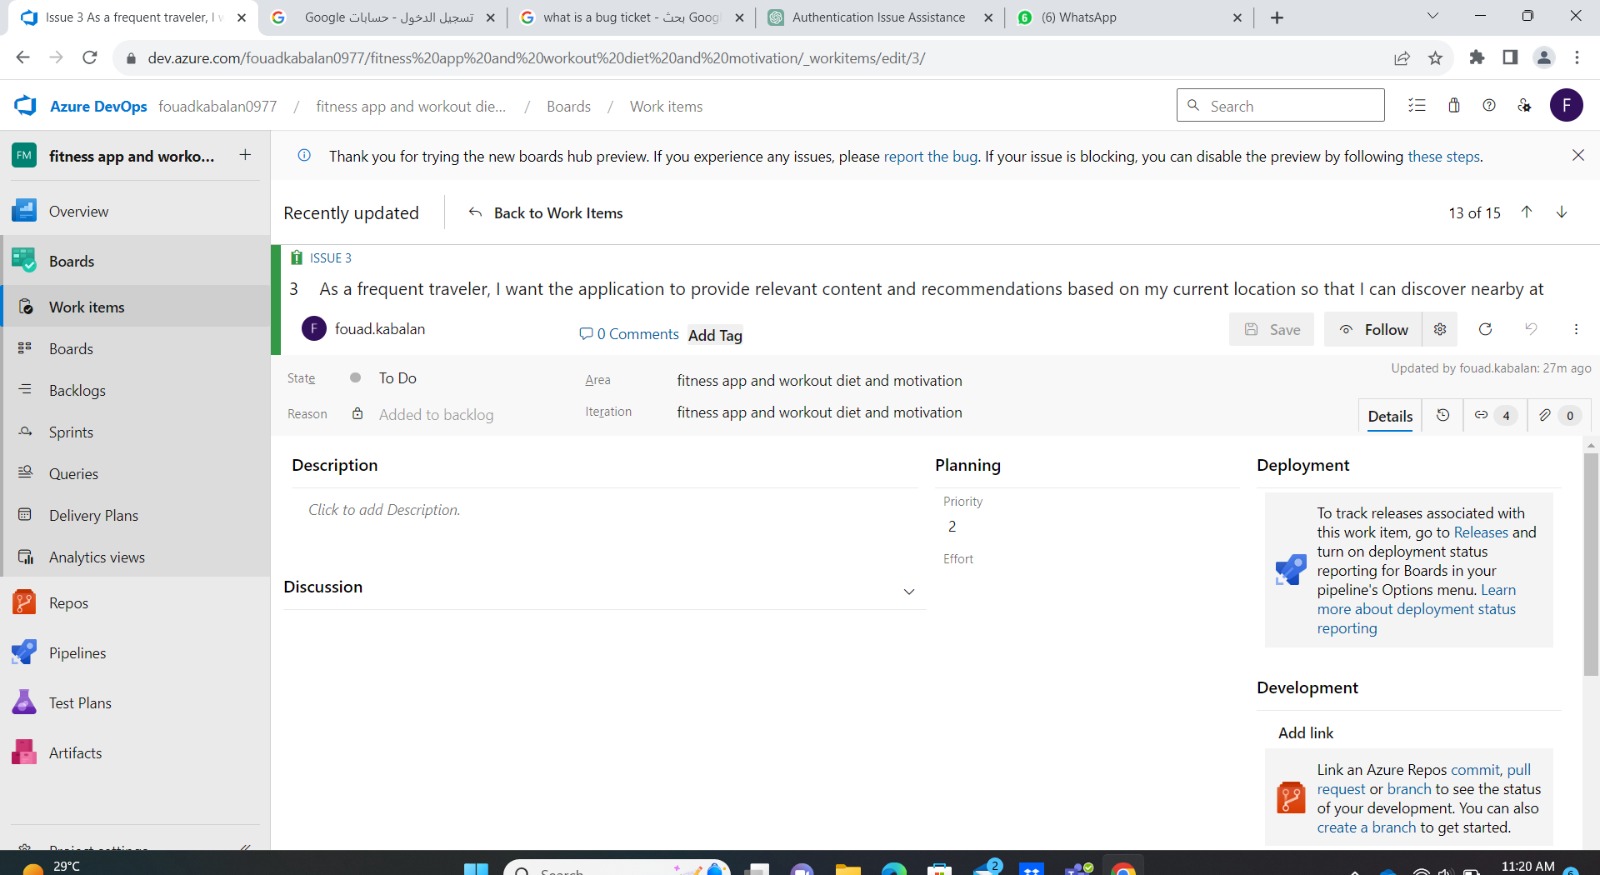 Issue 3 As a frequent traveler, I
تسجيل الدخول - حسابات Google
what is a bug ticket - بحث Goog
Authentication Issue Assistance
6
(6) WhatsApp
dev.azure.com/fouadkabalan0977/fitness%20app%20and%20workout%20diet%20and%20motivation/_workitems/edit/3/
Azure DevOps fouadkabalan0977 / fitness app and workout die... / Boards / Work items
Search
F
FM
fitness app and worko...
Thank you for trying the new boards hub preview. If you experience any issues, please report the bug. If your issue is blocking, you can disable the preview by following these steps.
Overview
Boards
Work items
Boards
Backlogs
Sprints
Queries
Delivery Plans
Analytics views
Repos
Pipelines
Test Plans
Artifacts
Project settings
Recently updated
Back to Work Items
13 of 15
ISSUE 3
3 As a frequent traveler, I want the application to provide relevant content and recommendations based on my current location so that I can discover nearby at
F fouad.kabalan
0 Comments
Add Tag
Save
Follow
State
To Do
Area
fitness app and workout diet and motivation
Updated by fouad.kabalan: 27m ago
Reason
Added to backlog
Iteration
fitness app and workout diet and motivation
Details
4
0
Description
Click to add Description.
Discussion
Planning
Priority
2
Effort
Deployment
To track releases associated with
this work item, go to Releases and
turn on deployment status
reporting for Boards in your
pipeline's Options menu. Learn
more about deployment status
reporting
Development
Add link
Link an Azure Repos commit, pull
request or branch to see the status
of your development. You can also
create a branch to get started.
29°C
Search
2
11:20 AM